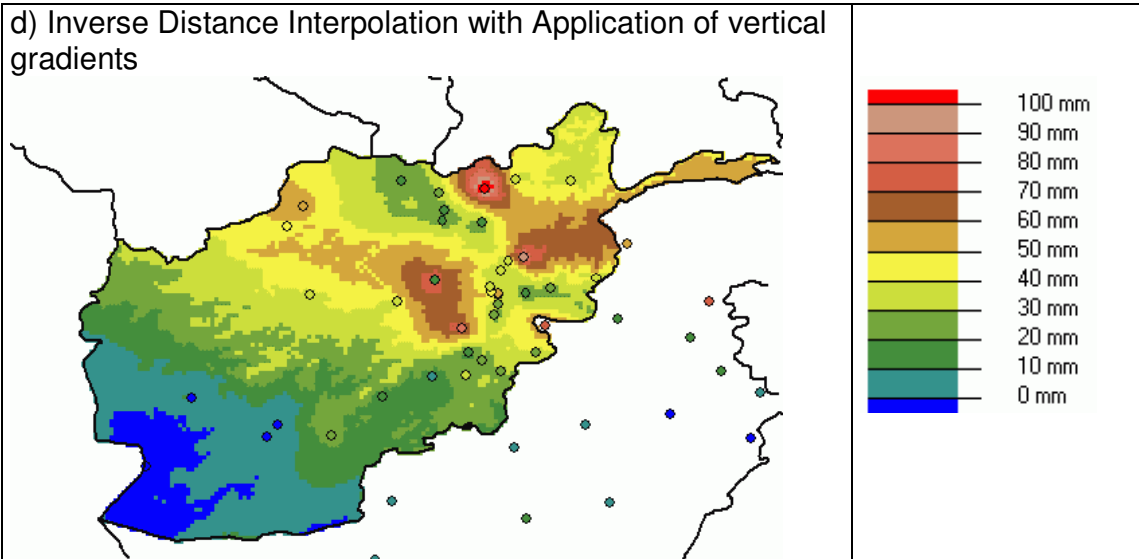 d) Inverse Distance Interpolation with Application of vertical
gradients
100 mm
90 mm
80 mm
70 mm
60 mm
50 mm
40 mm
30 mm
20 mm
10 mm
0 mm